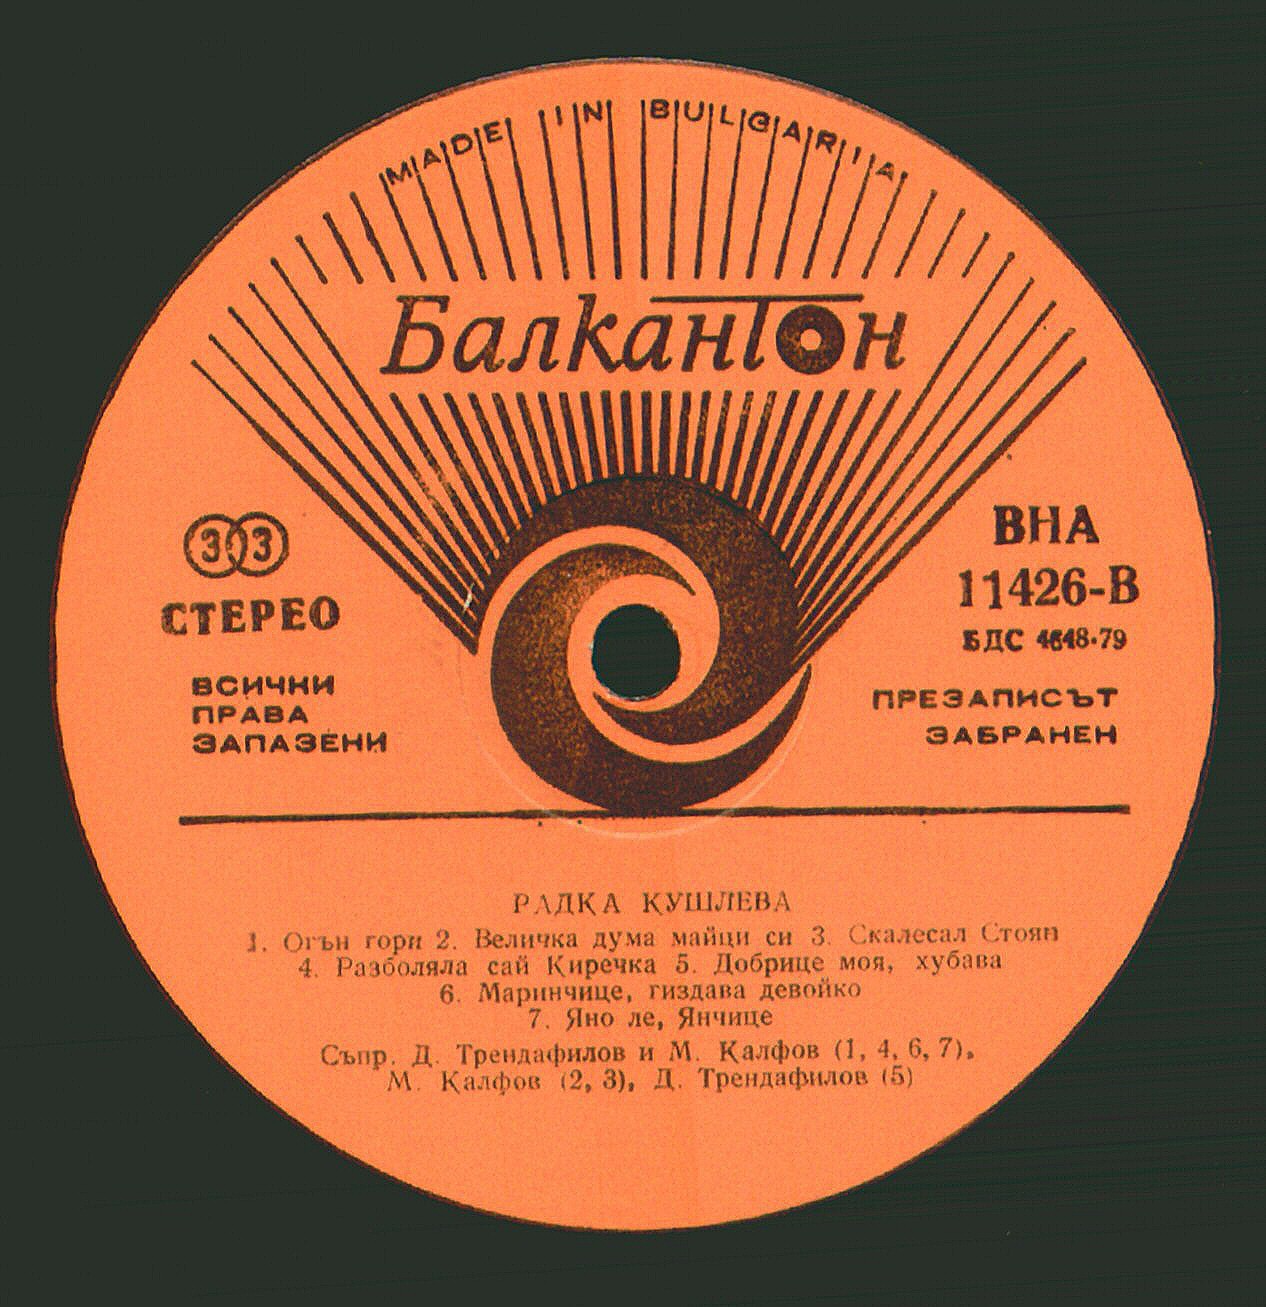 MADE IN BULGARIA
Балкантон
33
СТЕРЕО
ВСИЧКИ
ПРАВА
ЗАПАЗЕНИ
ВНА
11426-В
БДС 4648-79
ПРЕЗАПИСЪТ
ЗАБРАНЕН
РАДКА КУШЛЕВА
1. Огън гори 2. Величка дума майци си 3. Скалесал Стоян
4. Разболяла сай Киречка 5. Добрице моя, хубава
6. Маринчице, гиздава девойко
7. Яно ле, Янчице
Съпр. Д. Трендафилов и М. Калфов (1, 4, 6, 7),
М. Калфов (2, 3), Д. Трендафилов (5)